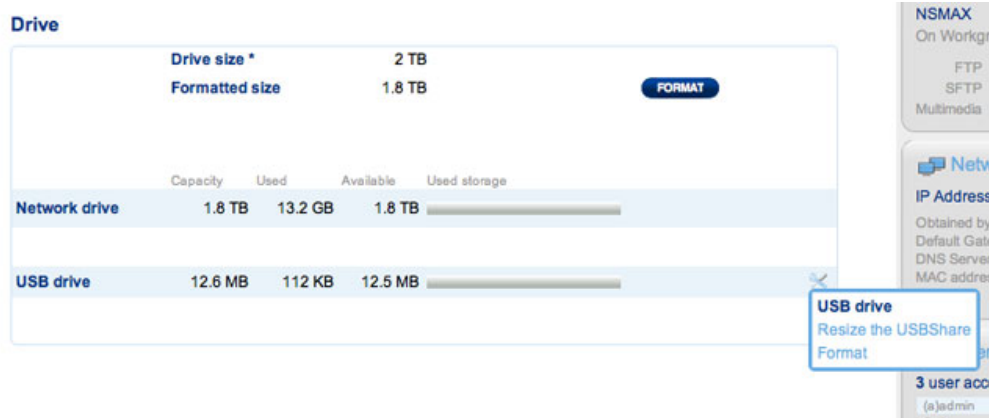 Drive
Drive size * 2 TB
Formatted size 1.8 TB FORMAT
Capacity Used Available Used storage
Network drive 1.8 TB 13.2 GB 1.8 TB
USB drive 12.6 MB 112 KB 12.5 MB
USB drive
Resize the USBShare
Format
NSMAX
On Workgr
FTP
SFTP
Multimedia
Netw
IP Address
Obtained by
Default Gate
DNS Server
MAC addres
3 user acc
(a)admin